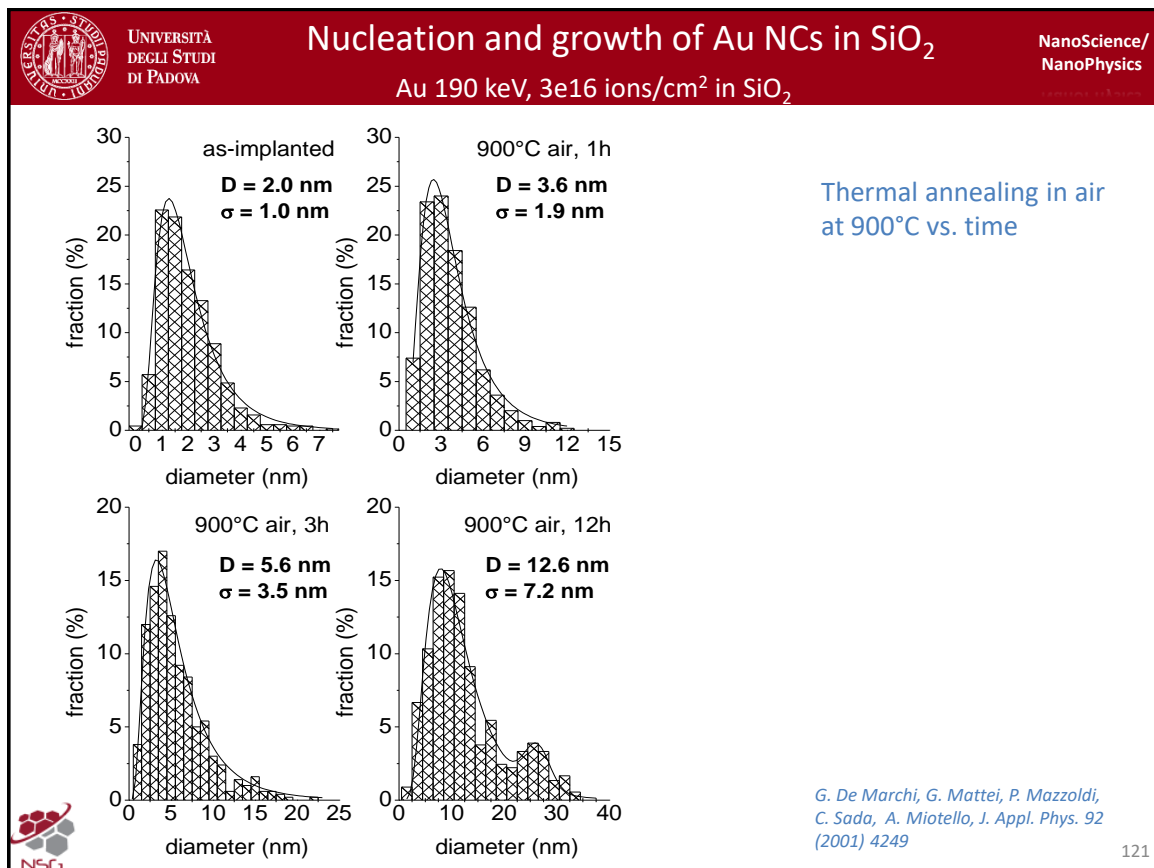 UNIVERSITÀ
DEGLI STUDI
DI PADOVA
Nucleation and growth of Au NCs in SiO₂
Au 190 keV, 3e16 ions/cm² in SiO₂
NanoScience/
NanoPhysics
as-implanted
D = 2.0 nm
σ = 1.0 nm
30
25
20
15
10
5
0
fraction (%)
0 1 2 3 4 5 6 7
diameter (nm)
900°C air, 1h
D = 3.6 nm
σ = 1.9 nm
30
25
20
15
10
5
0
fraction (%)
0 3 6 9 12 15
diameter (nm)
Thermal annealing in air
at 900°C vs. time
900°C air, 3h
D = 5.6 nm
σ = 3.5 nm
20
15
10
5
0
fraction (%)
0 5 10 15 20 25
diameter (nm)
900°C air, 12h
D = 12.6 nm
σ = 7.2 nm
20
15
10
5
0
fraction (%)
0 10 20 30 40
diameter (nm)
G. De Marchi, G. Mattei, P. Mazzoldi,
C. Sada, A. Miotello, J. Appl. Phys. 92
(2001) 4249
121